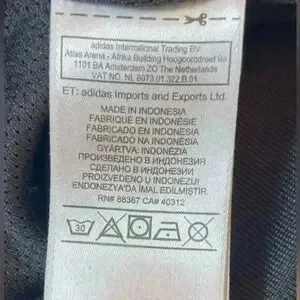 adidas International Trading BV
Atlas Arena - Afrika Building Hoogoorddreef 9a
1101 BA Amsterdam ZO The Netherlands
VAT NO. NL 8073.01.322.B.01
ET: adidas Imports and Exports Ltd.
MADE IN INDONESIA
FABRIQUÉ EN INDONÉSIE
FABRICADO EN INDONESIA
FABRICADO NA INDONÉSIA
GYÁRTVA: INDONÉZIA
ПРОИЗВЕДЕНО В ИНДОНЕЗИЯ
СДЕЛАНО В ИНДОНЕЗИИ
PROIZVEDENO U INDONEZIJI
ENDONEZYA'DA İMAL EDİLMİŞTİR.
RN# 88387 CA# 40312
30